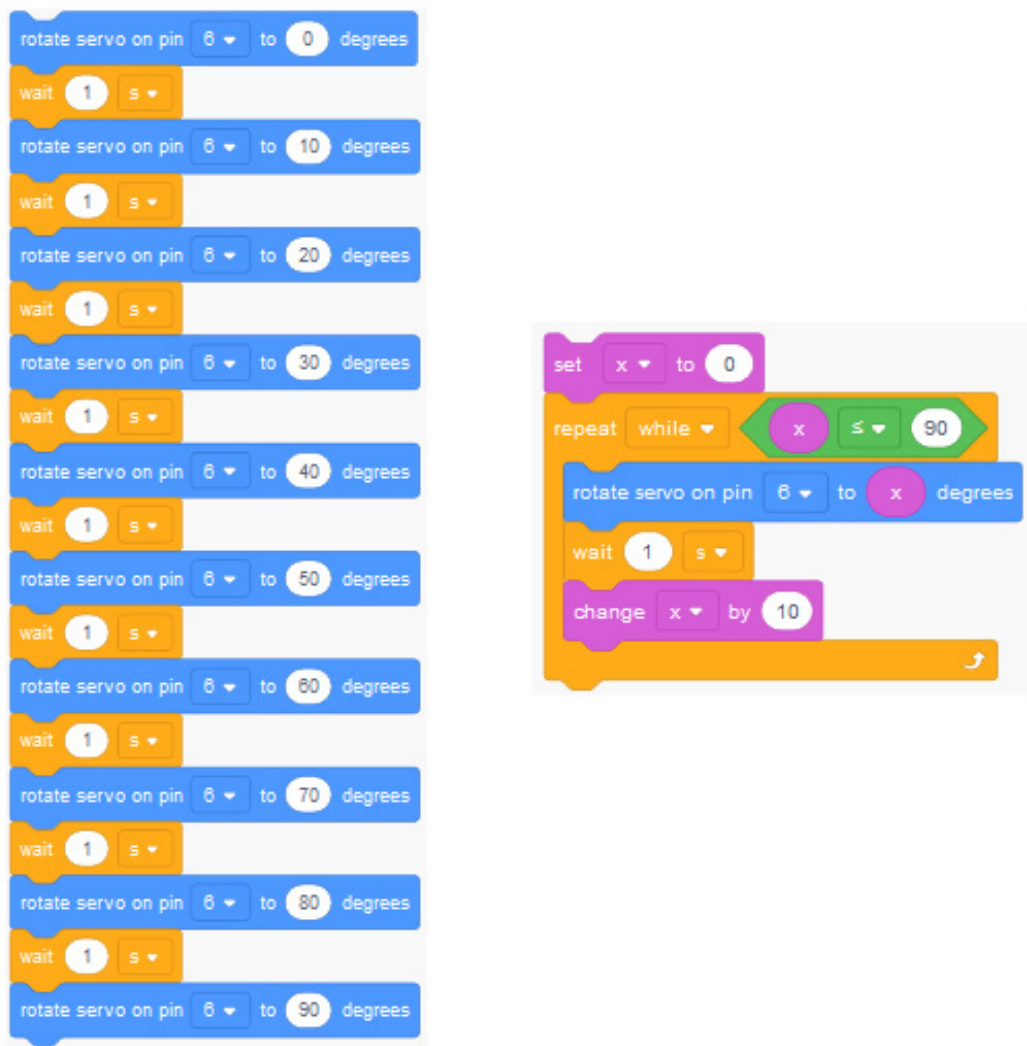 rotate servo on pin 6 to 0 degrees
wait 1 s
rotate servo on pin 6 to 10 degrees
wait 1 s
rotate servo on pin 6 to 20 degrees
wait 1 s
rotate servo on pin 6 to 30 degrees
wait 1 s
rotate servo on pin 6 to 40 degrees
wait 1 s
rotate servo on pin 6 to 50 degrees
wait 1 s
rotate servo on pin 6 to 60 degrees
wait 1 s
rotate servo on pin 6 to 70 degrees
wait 1 s
rotate servo on pin 6 to 80 degrees
wait 1 s
rotate servo on pin 6 to 90 degrees
set x to 0
repeat while x ≤ 90
rotate servo on pin 6 to x degrees
wait 1 s
change x by 10